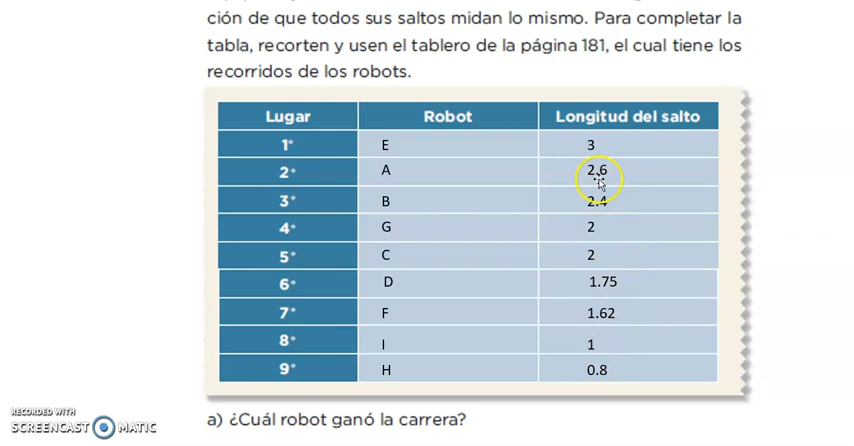 ción de que todos sus saltos midan lo mismo. Para completar la
tabla, recorten y usen el tablero de la página 181, el cual tiene los
recorridos de los robots.
Lugar Robot Longitud del salto
1° E 3
2° A 2.6
3° B 2.4
4° G 2
5° C 2
6° D 1.75
7° F 1.62
8° I 1
9° H 0.8
RECORDED WITH
SCREENCAST MATIC
a) ¿Cuál robot ganó la carrera?